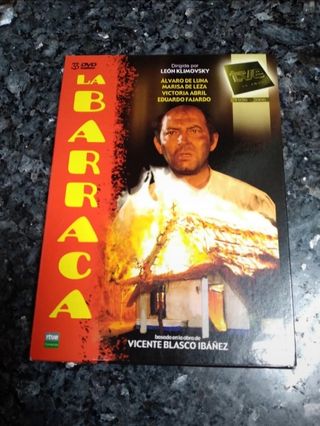 3 DVD
Dirigida por
LEÓN KLIMOVSKY
ÁLVARO DE LUNA
MARISA DE LEZA
VICTORIA ABRIL
EDUARDO FAJARDO
LA
BARRACA
basada en la obra de
VICENTE BLASCO IBÁÑEZ
rtve